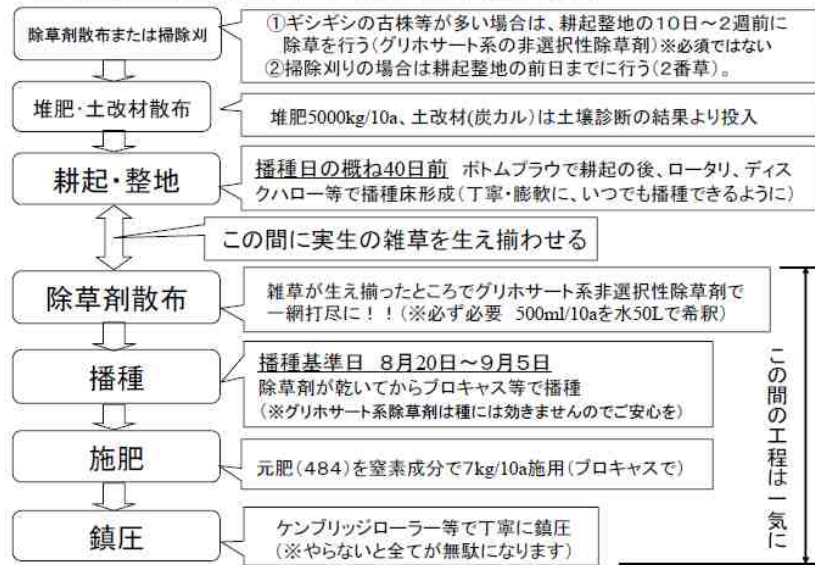 除草剤散布または掃除刈
①ギシギシの古株等が多い場合は、耕起整地の10日～2週前に
除草を行う(グリホサート系の非選択性除草剤)※必須ではない
②掃除刈りの場合は耕起整地の前日までに行う(2番草)。
堆肥･土改材散布
堆肥5000kg/10a、土改材(炭カル)は土壌診断の結果より投入
耕起・整地
播種日の概ね40日前 ボトムプラウで耕起の後、ロータリ、ディス
クハロー等で播種床形成(丁寧・膨軟に、いつでも播種できるように)
この間に実生の雑草を生え揃わせる
除草剤散布
雑草が生え揃ったところでグリホサート系非選択性除草剤で
一網打尽に！！(※必ず必要 500ml/10aを水50Lで希釈)
播種
播種基準日 8月20日～9月5日
除草剤が乾いてからブロキャス等で播種
(※グリホサート系除草剤は種には効きませんのでご安心を)
施肥
元肥(484)を窒素成分で7kg/10a施用(ブロキャスで)
鎮圧
ケンブリッジローラー等で丁寧に鎮圧
(※やらないと全てが無駄になります)
この間の工程は一気に